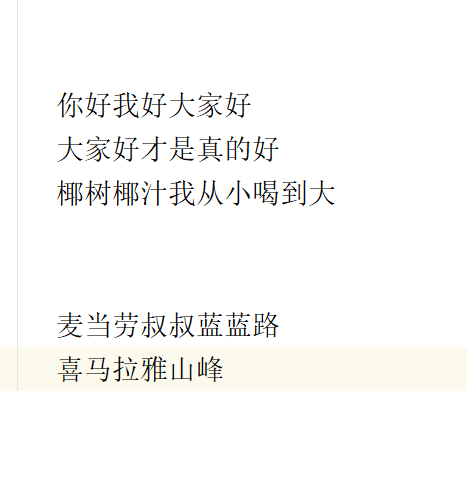 你好我好大家好
大家好才是真的好
椰树椰汁我从小喝到大
麦当劳叔叔蓝蓝路
喜马拉雅山峰